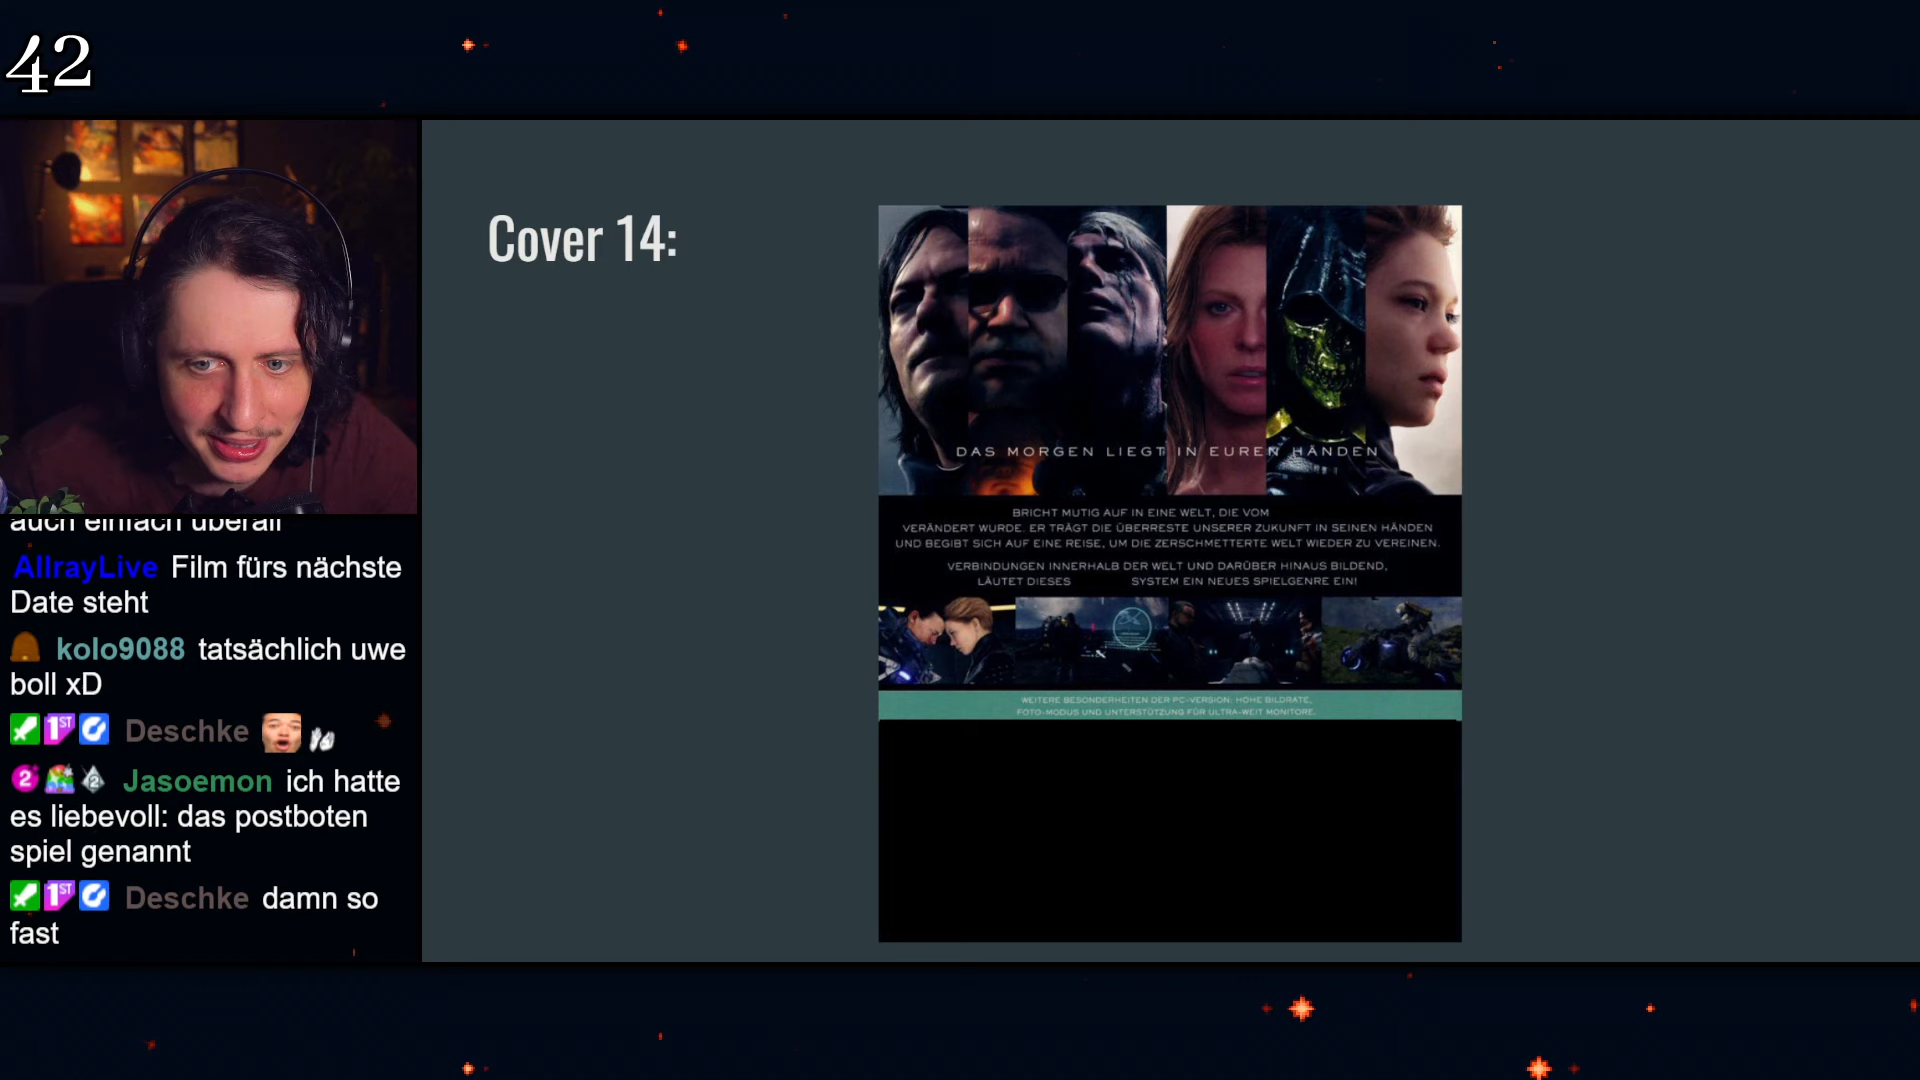 42
Cover 14:
DAS MORGEN LIEGT IN EUREN HÄNDEN
BRICHT MUTIG AUF IN EINE WELT, DIE VOM
VERÄNDERT WURDE. ER TRÄGT DIE ÜBERRESTE UNSERER ZUKUNFT IN SEINEN HÄNDEN
UND BEGIBT SICH AUF EINE REISE, UM DIE ZERSCHMETTERTE WELT WIEDER ZU VEREINEN.
VERBINDUNGEN INNERHALB DER WELT UND DARÜBER HINAUS BILDEND,
LÄUTET DIESES SYSTEM EIN NEUES SPIELGENRE EIN!
WEITERE BESONDERHEITEN DER PC-VERSION: HOHE BILDRATE,
FOTO-MODUS UND UNTERSTÜTZUNG FÜR ULTRA-WEIT MONITORE.
auch einfach überall
AllrayLive Film fürs nächste
Date steht
kolo9088 tatsächlich uwe
boll xD
1ST Deschke
2 2 Jasoemon ich hatte
es liebevoll: das postboten
spiel genannt
1ST Deschke damn so
fast